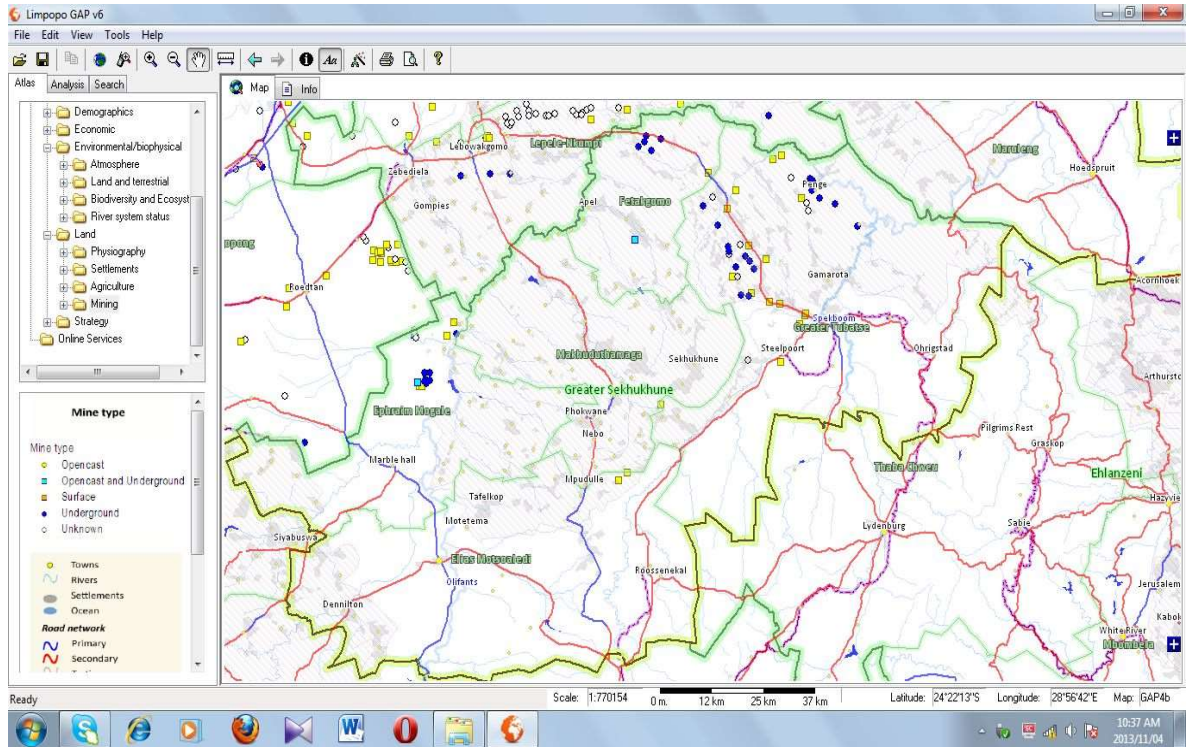 Limpopo GAP v6
File Edit View Tools Help
Atlas Analysis Search
Map Info
Demographics
Economic
Environmental/biophysical
Atmosphere
Land and terrestrial
Biodiversity and Ecosyst
River system status
Land
Physiography
Settlements
Agriculture
Mining
Strategy
Online Services
Mine type
Mine type
Opencast
Opencast and Underground
Surface
Underground
Unknown
Towns
Rivers
Settlements
Ocean
Road network
Primary
Secondary
Lebowakgomo
Lepele-Nkumpi
Maruleng
Hoedspruit
Zebediela
Penge
Gompies
Apel
Fetakgomo
opong
Gamarota
Acornhoek
Roedtan
Spekboom
Greater Tubatse
Steelpoort
Ohrigstad
Makhuduthamaga
Sekhukhune
Arthursto
Greater Sekhukhune
Ephraim Mogale
Phokwane
Nebo
Pilgrims Rest
Graskop
Marble hall
Thaba Chweu
Ehlanzeni
Mpudulle
Tafelkop
Hazyvie
Motetema
Lydenburg
Sabie
Siyabuswa
Elias Motsoaledi
Roossenekal
Olifants
Jerusalem
Dennilton
Kabok
White River
Mbombela
Ready
Scale: 1:770154 0 m. 12 km 25 km 37 km Latitude: 24°22'13"S Longitude: 28°56'42"E Map: GAP4b
10:37 AM
2013/11/04